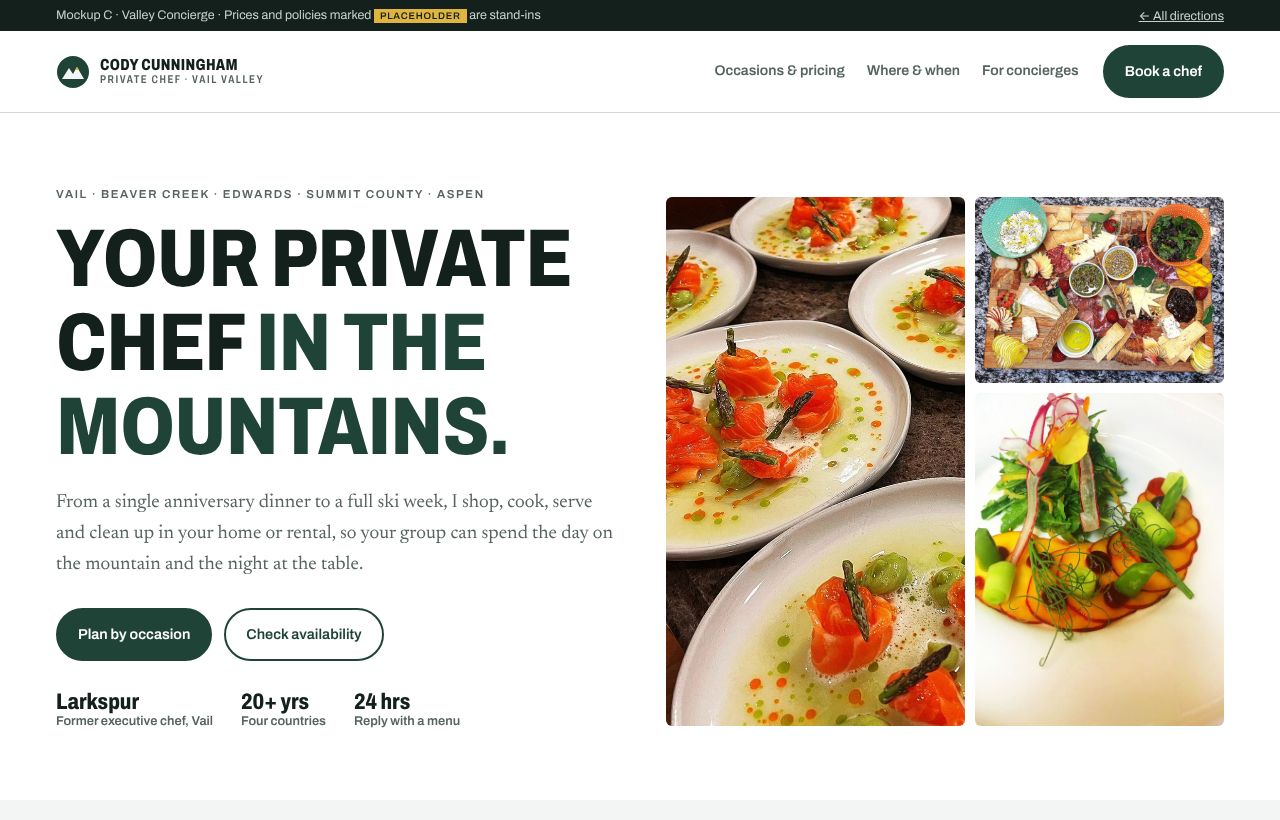 Mockup C · Valley Concierge · Prices and policies marked PLACEHOLDER are stand-ins
← All directions
CODY CUNNINGHAM
PRIVATE CHEF · VAIL VALLEY
Occasions & pricing
Where & when
For concierges
Book a chef
VAIL · BEAVER CREEK · EDWARDS · SUMMIT COUNTY · ASPEN
YOUR PRIVATE
CHEF IN THE
MOUNTAINS.
From a single anniversary dinner to a full ski week, I shop, cook, serve
and clean up in your home or rental, so your group can spend the day on
the mountain and the night at the table.
Plan by occasion
Check availability
Larkspur
Former executive chef, Vail
20+ yrs
Four countries
24 hrs
Reply with a menu